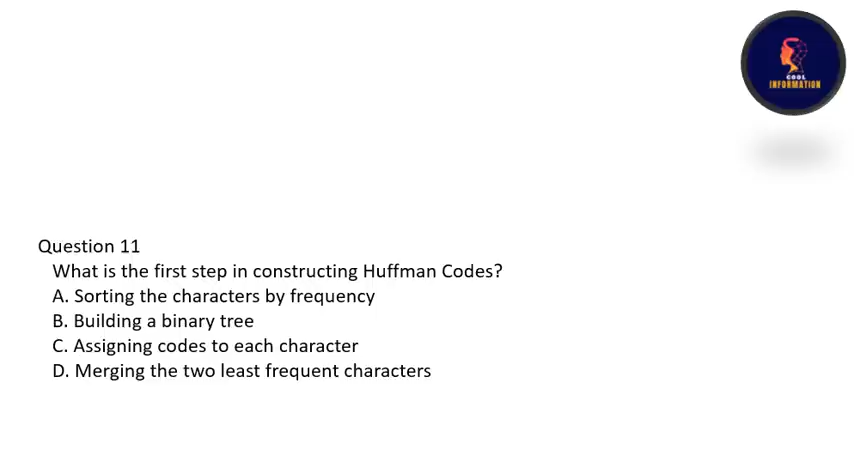 COOL
INFORMATION
Question 11
What is the first step in constructing Huffman Codes?
A. Sorting the characters by frequency
B. Building a binary tree
C. Assigning codes to each character
D. Merging the two least frequent characters